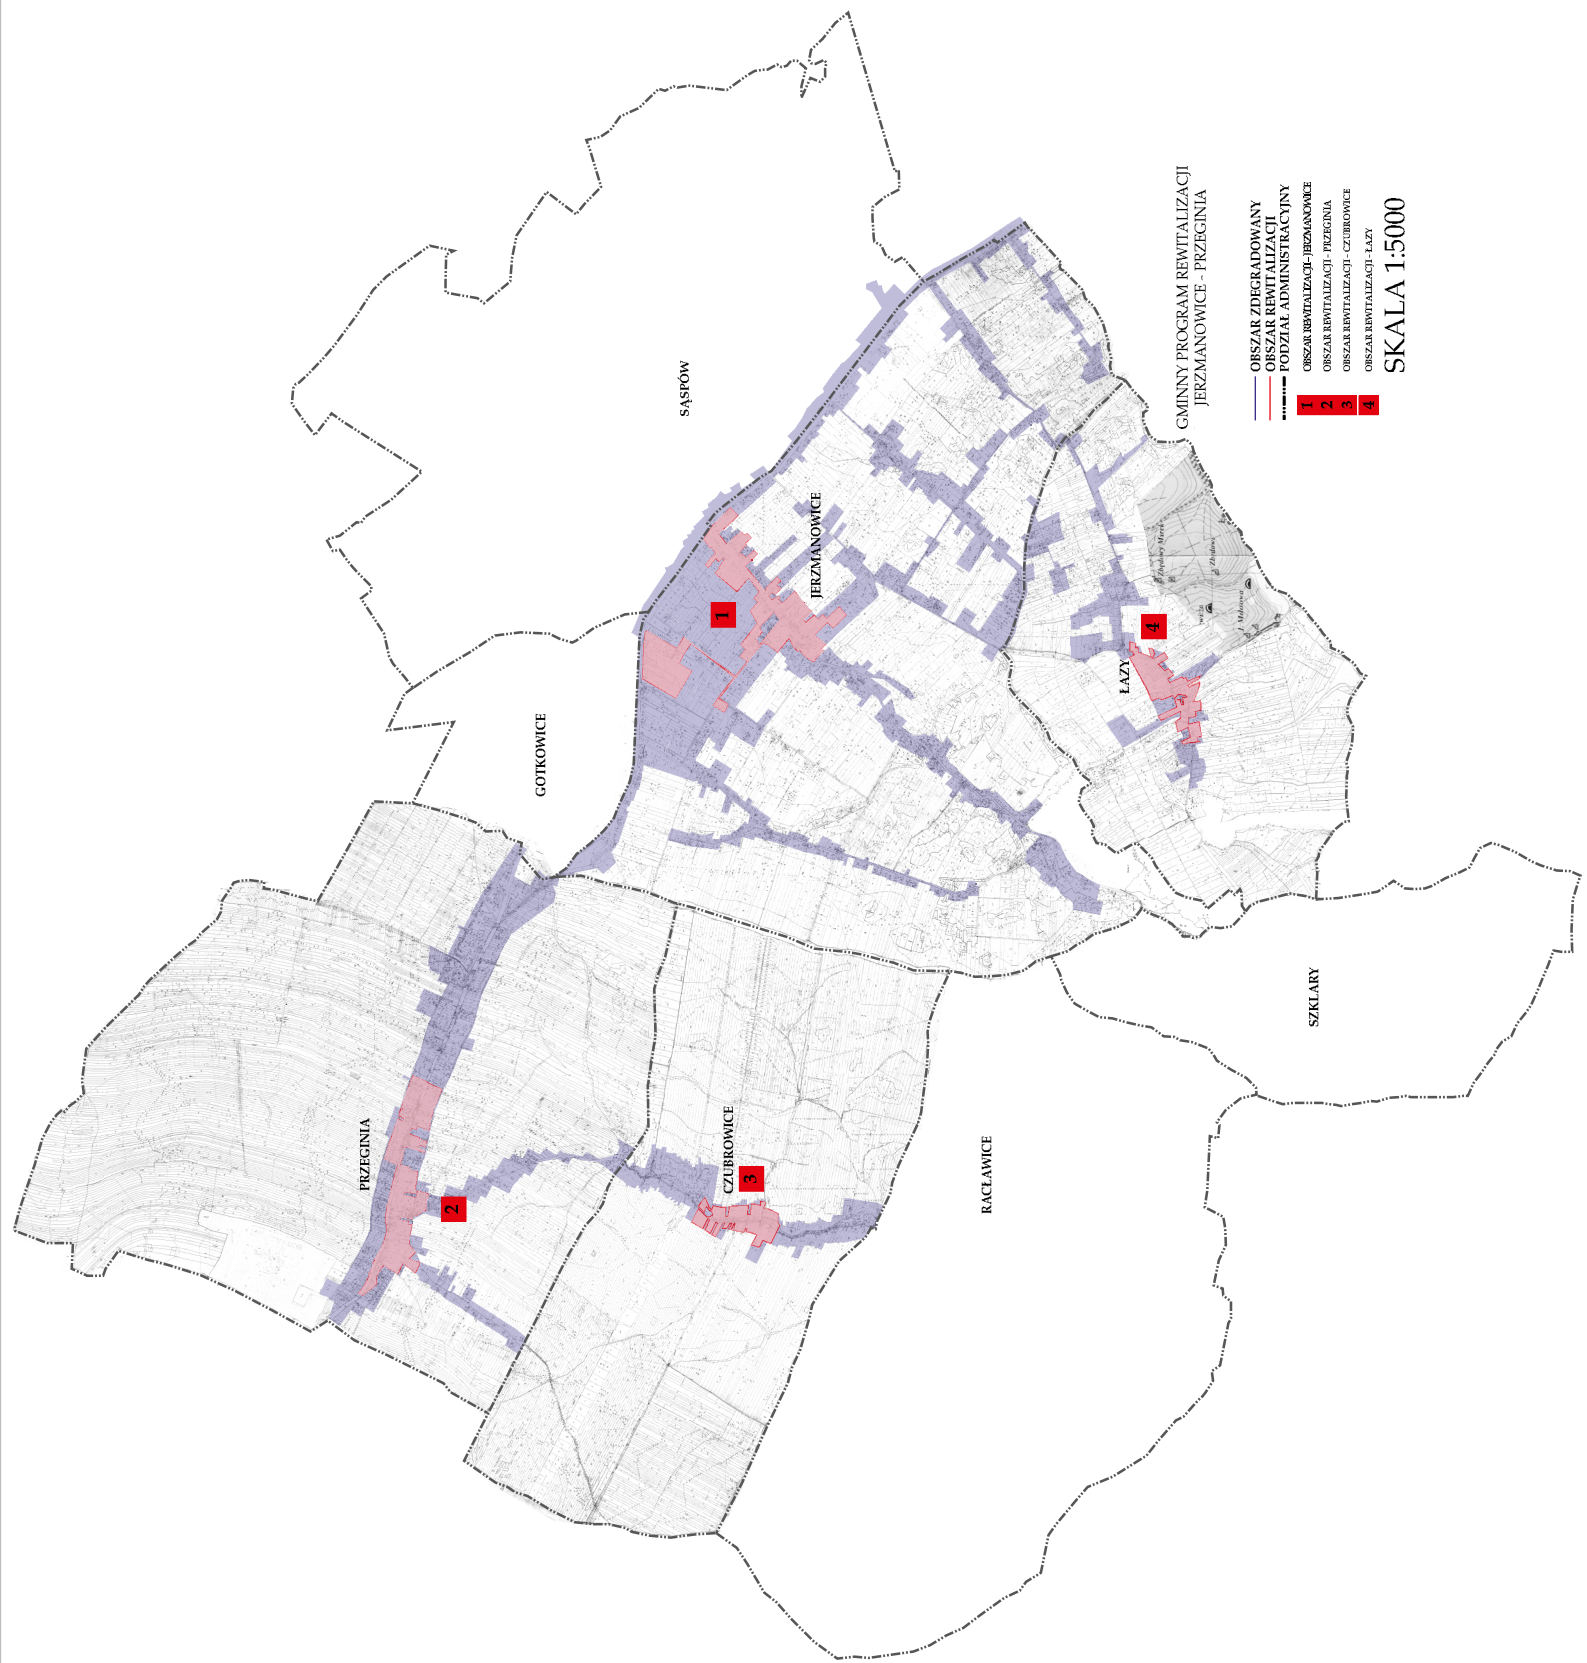 GMINNY PROGRAM REWITALIZACJI
JERZMANOWICE - PRZEGINIA
OBSZAR ZDEGRADOWANY
OBSZAR REWITALIZACJI
PODZIAŁ ADMINISTRACYJNY
1 OBSZAR REWITALIZACJI - JERZMANOWICE
2 OBSZAR REWITALIZACJI - PRZEGINIA
3 OBSZAR REWITALIZACJI - CZUBROWICE
4 OBSZAR REWITALIZACJI - ŁAZY
SKALA 1:5000
SĄSPÓW
GOTKOWICE
JERZMANOWICE
1
PRZEGINIA
2
CZUBROWICE
3
ŁAZY
4
RACŁAWICE
SZKLARY